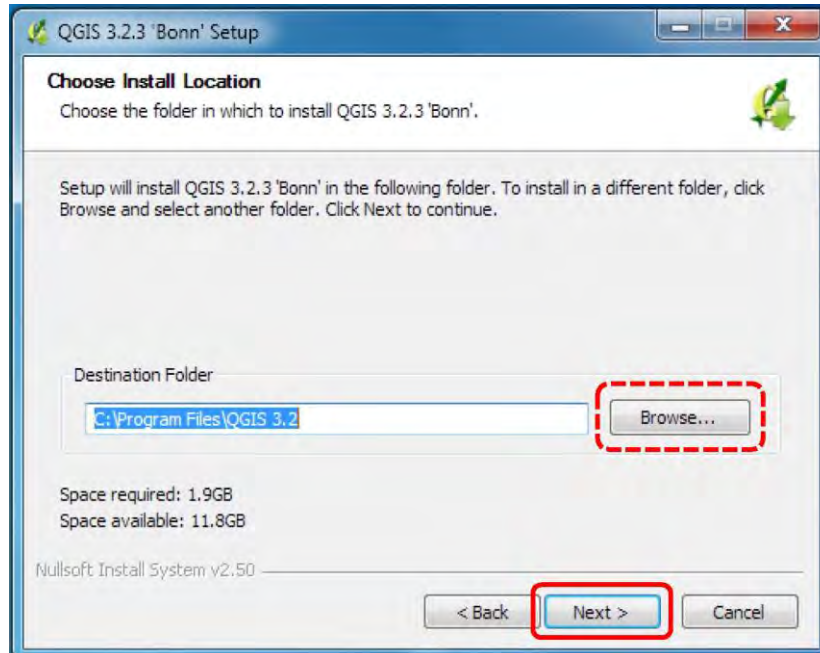 QGIS 3.2.3 'Bonn' Setup
Choose Install Location
Choose the folder in which to install QGIS 3.2.3 'Bonn'.
Setup will install QGIS 3.2.3 'Bonn' in the following folder. To install in a different folder, click
Browse and select another folder. Click Next to continue.
Destination Folder
C:\Program Files\QGIS 3.2
Browse...
Space required: 1.9GB
Space available: 11.8GB
Nullsoft Install System v2.50
< Back Next > Cancel